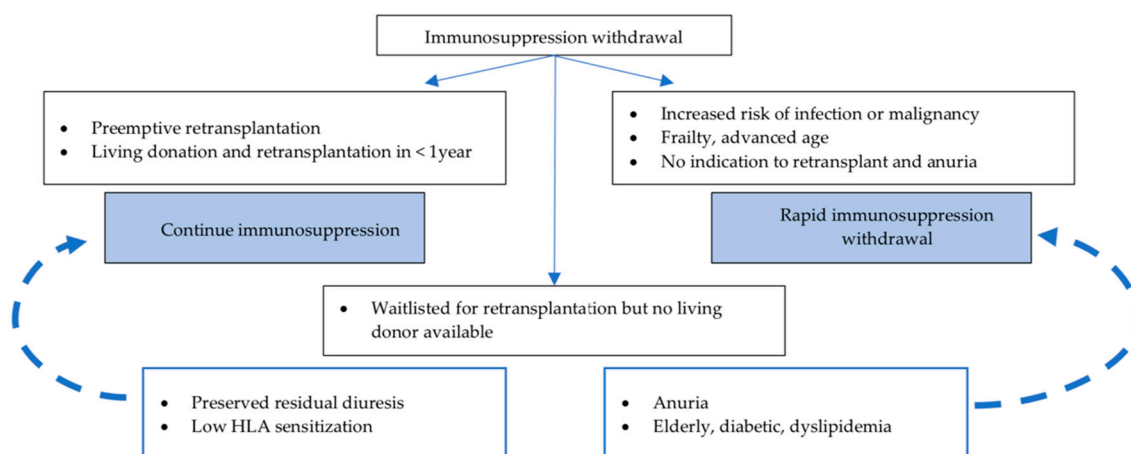 Immunosuppression withdrawal
• Preemptive retransplantation
• Living donation and retransplantation in < 1year
• Increased risk of infection or malignancy
• Frailty, advanced age
• No indication to retransplant and anuria
Continue immunosuppression
Rapid immunosuppression
withdrawal
• Waitlisted for retransplantation but no living
donor available
• Preserved residual diuresis
• Low HLA sensitization
• Anuria
• Elderly, diabetic, dyslipidemia